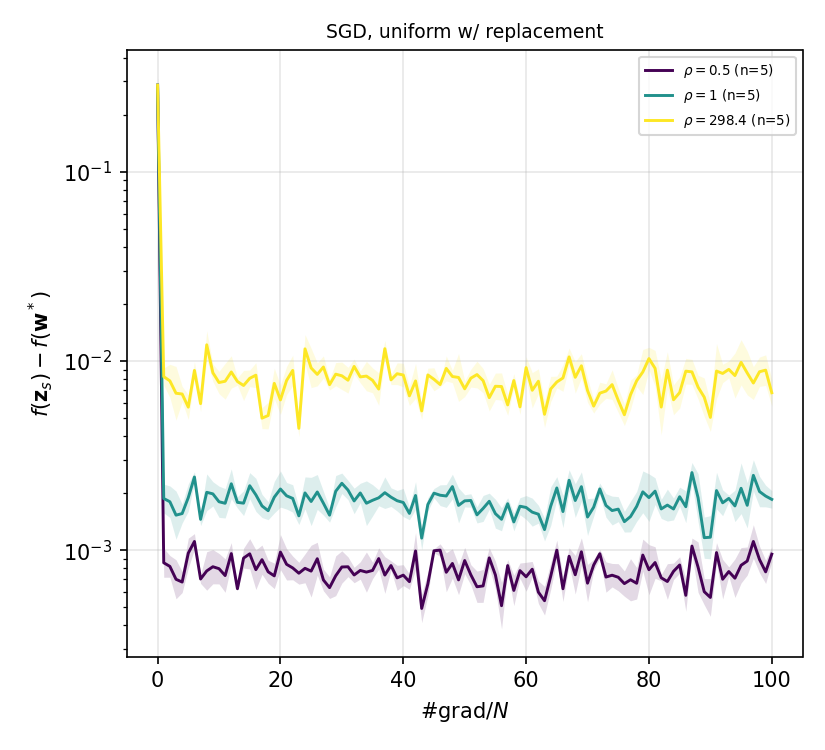 SGD, uniform w/ replacement
ρ = 0.5 (n=5)
ρ = 1 (n=5)
ρ = 298.4 (n=5)
10⁻¹
10⁻²
10⁻³
f(𝐳ₛ) − f(𝐰*)
0 20 40 60 80 100
#grad/N